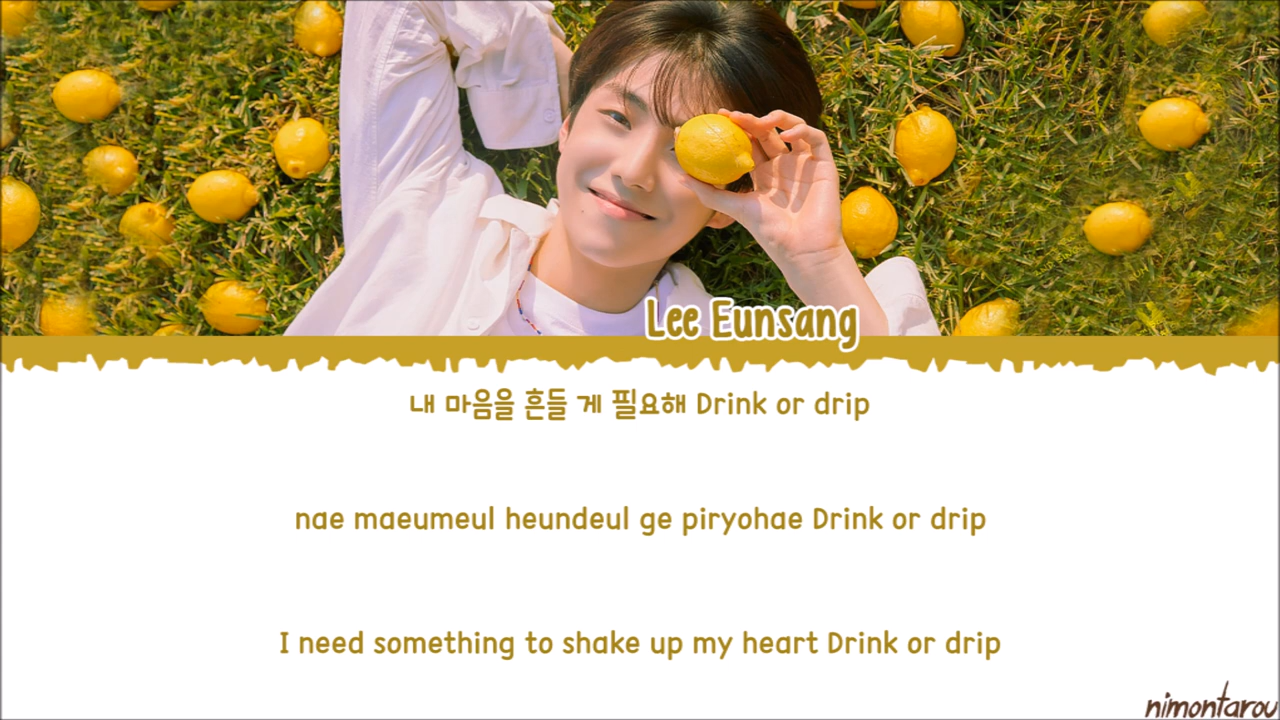 Lee Eunsang
내 마음을 흔들 게 필요해 Drink or drip
nae maeumeul heundeul ge piryohae Drink or drip
I need something to shake up my heart Drink or drip
nimontarou